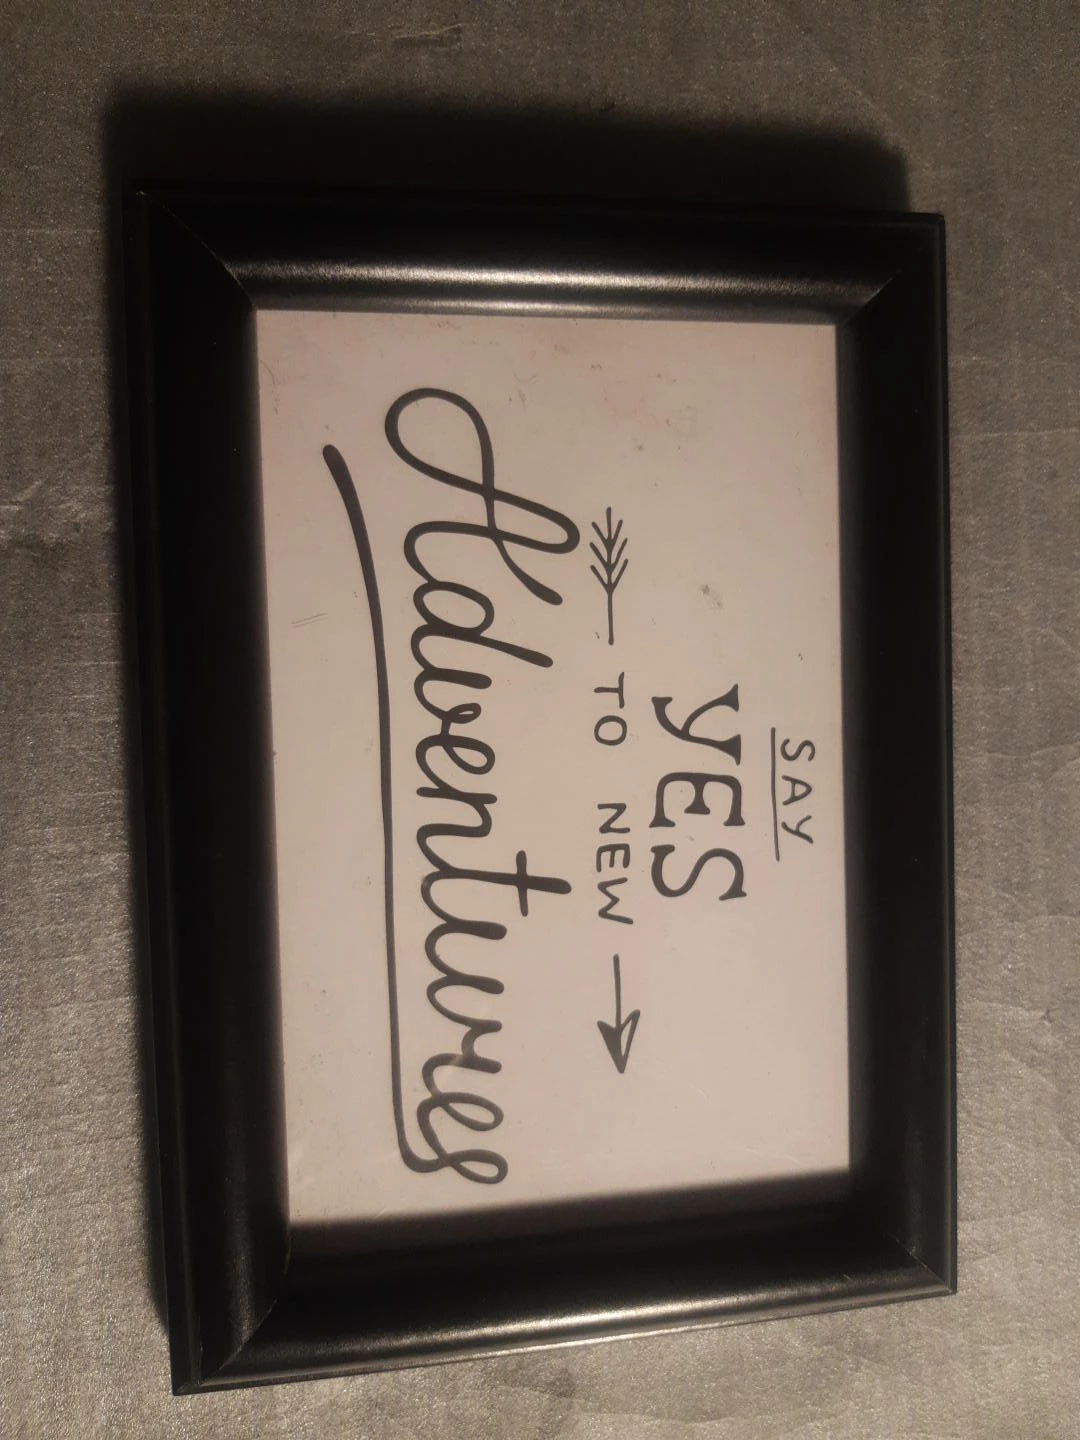 SAY
YES
TO NEW
Adventures